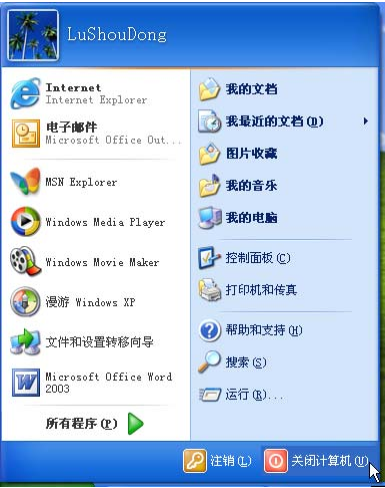 LuShouDong
Internet
Internet Explorer
电子邮件
Microsoft Office Out...
MSN Explorer
Windows Media Player
Windows Movie Maker
漫游 Windows XP
文件和设置转移向导
Microsoft Office Word
2003
所有程序(P)
我的文档
我最近的文档(D)
图片收藏
我的音乐
我的电脑
控制面板(C)
打印机和传真
帮助和支持(H)
搜索(S)
运行(R)...
注销(L)
关闭计算机(U)